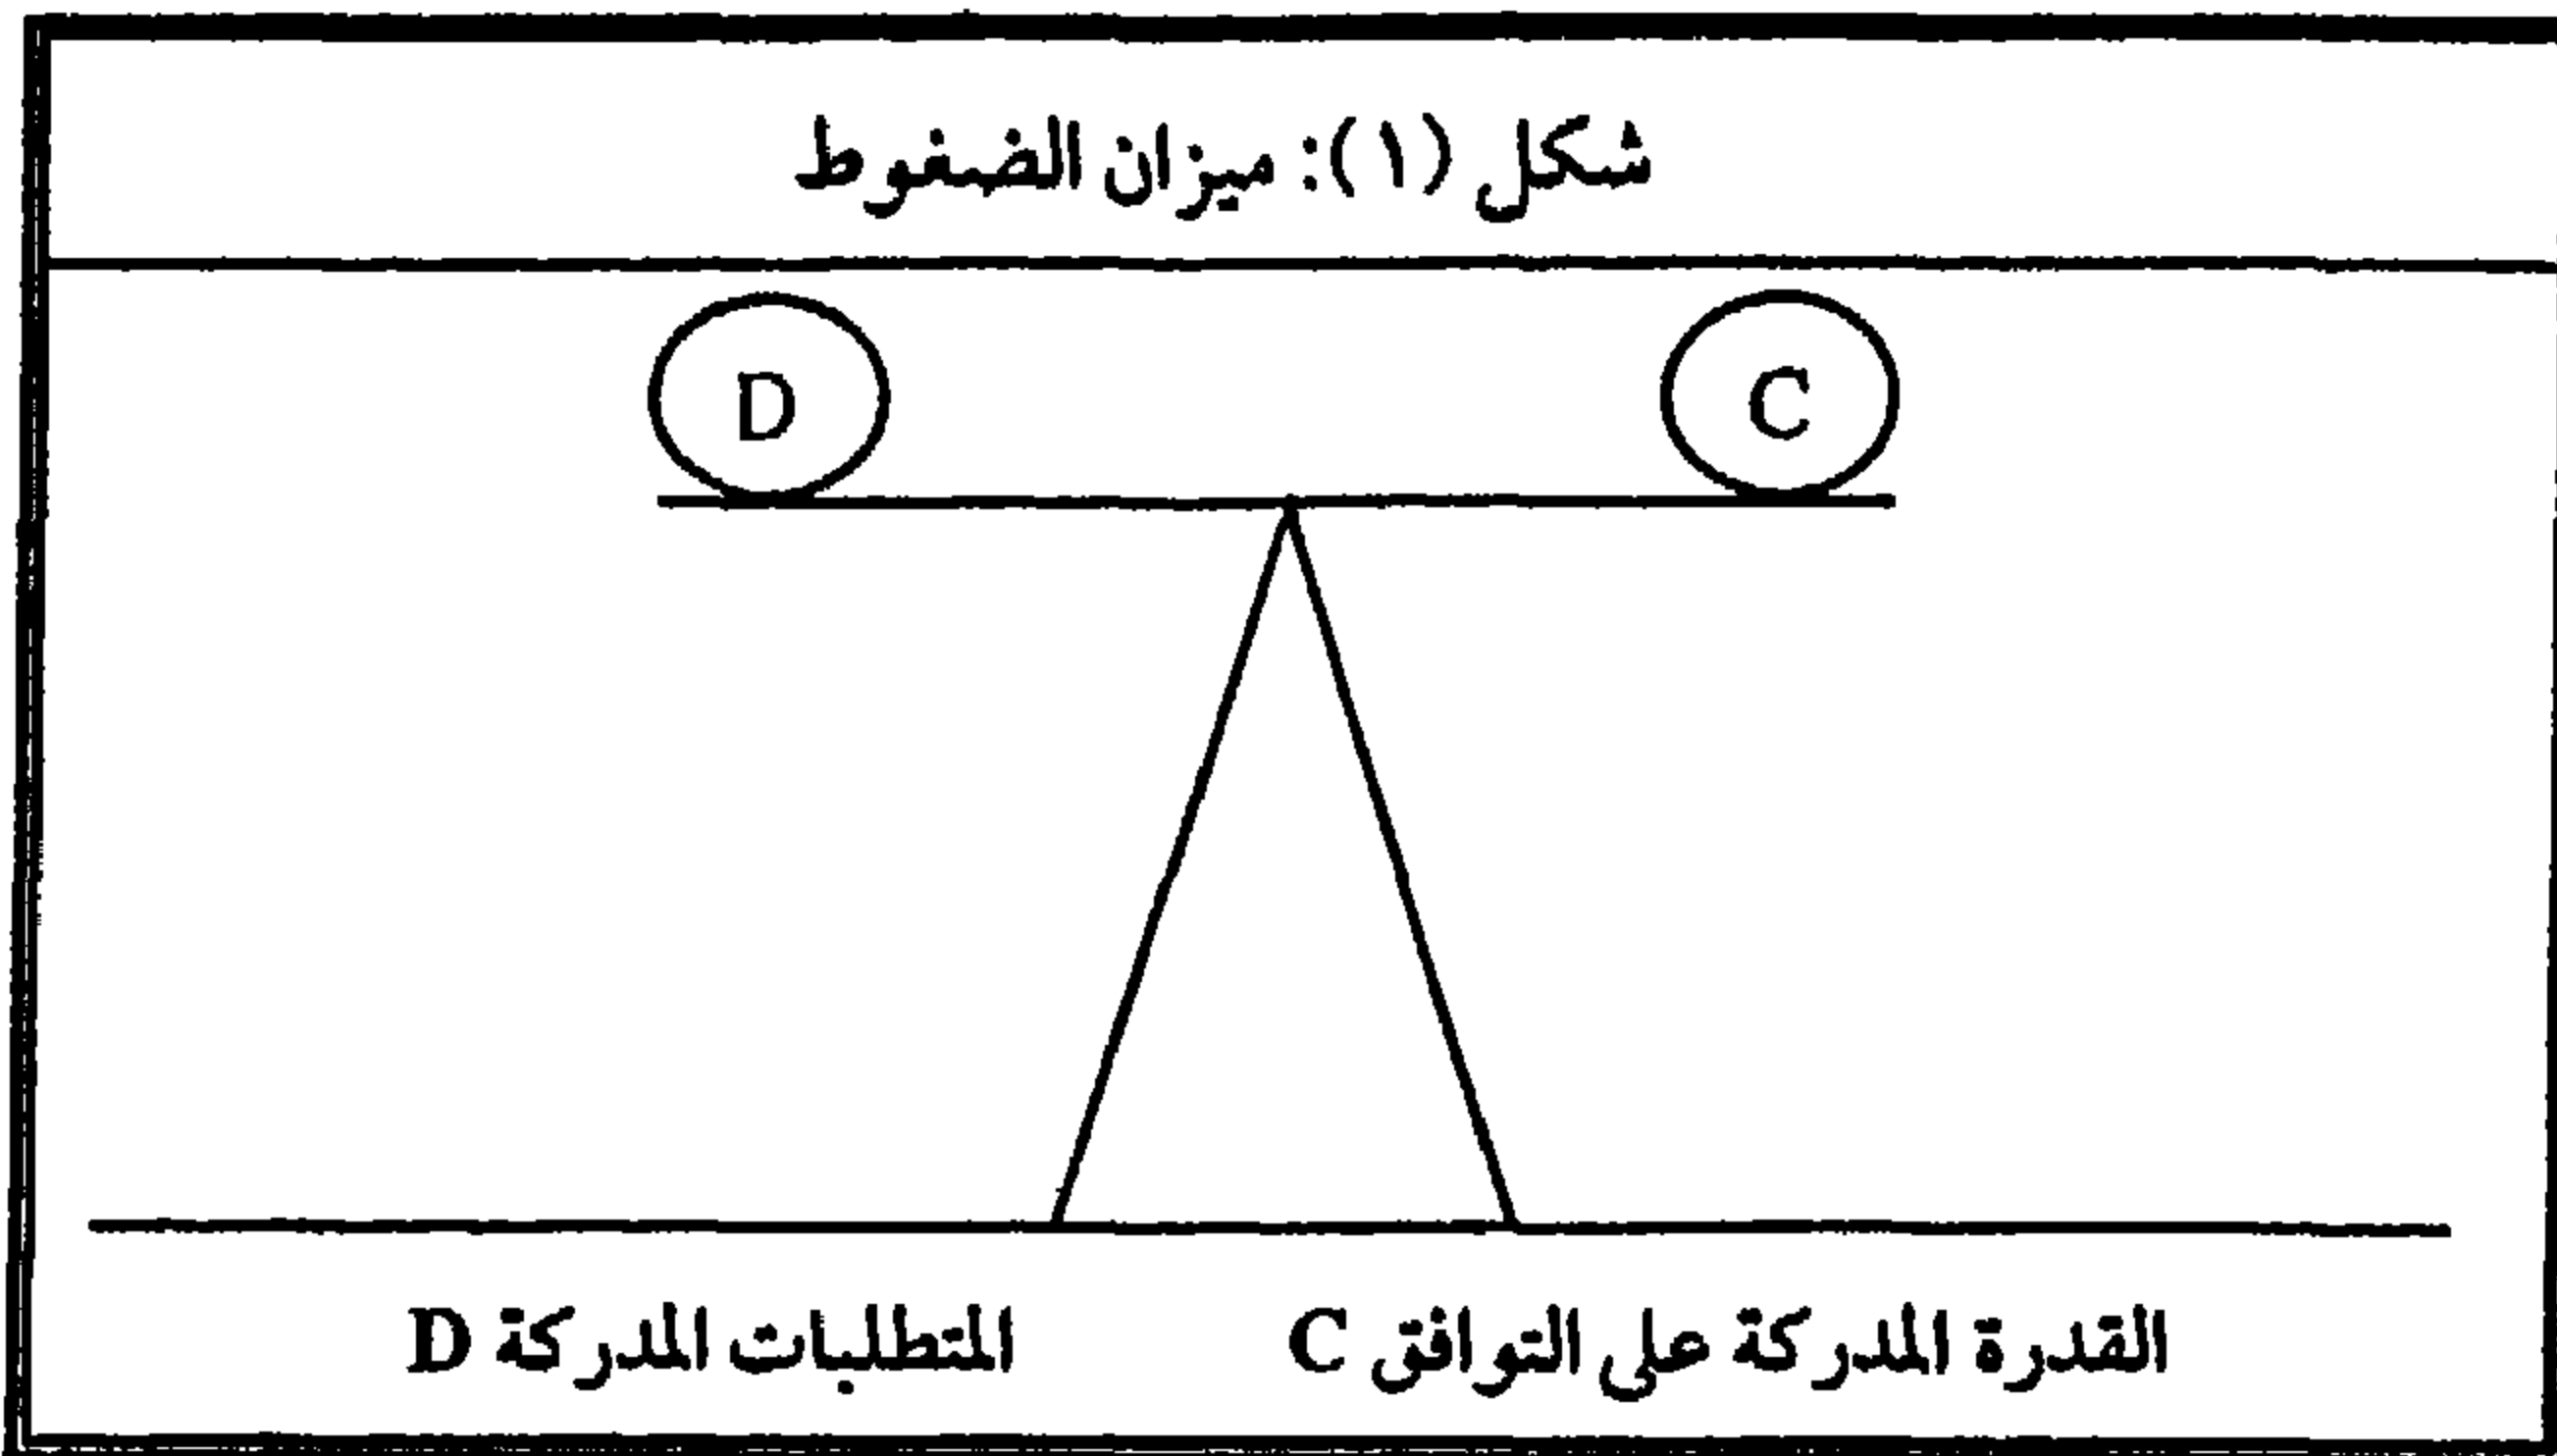 شكل (١): ميزان الضغوط
C D
القدرة المدركة على التوافق C المتطلبات المدركة D